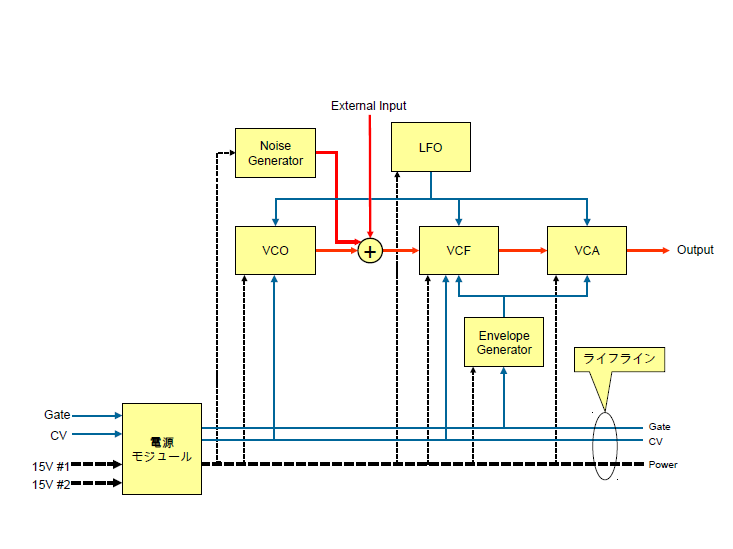 External Input
Noise
Generator
LFO
VCO
+
VCF
VCA
Output
Envelope
Generator
ライフライン
Gate
CV
15V #1
15V #2
電源
モジュール
Gate
CV
Power